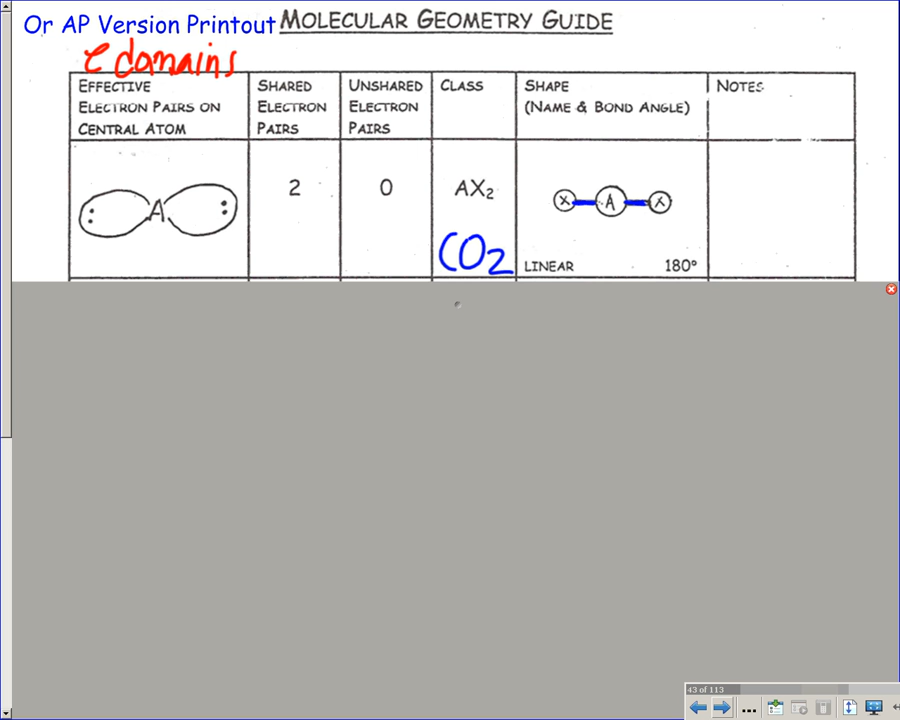 Or AP Version Printout MOLECULAR GEOMETRY GUIDE
e domains
EFFECTIVE ELECTRON PAIRS ON CENTRAL ATOM
SHARED ELECTRON PAIRS
UNSHARED ELECTRON PAIRS
CLASS
SHAPE (NAME & BOND ANGLE)
NOTES
A
2
0
AX₂
CO2
X A X
LINEAR 180°
43 of 113